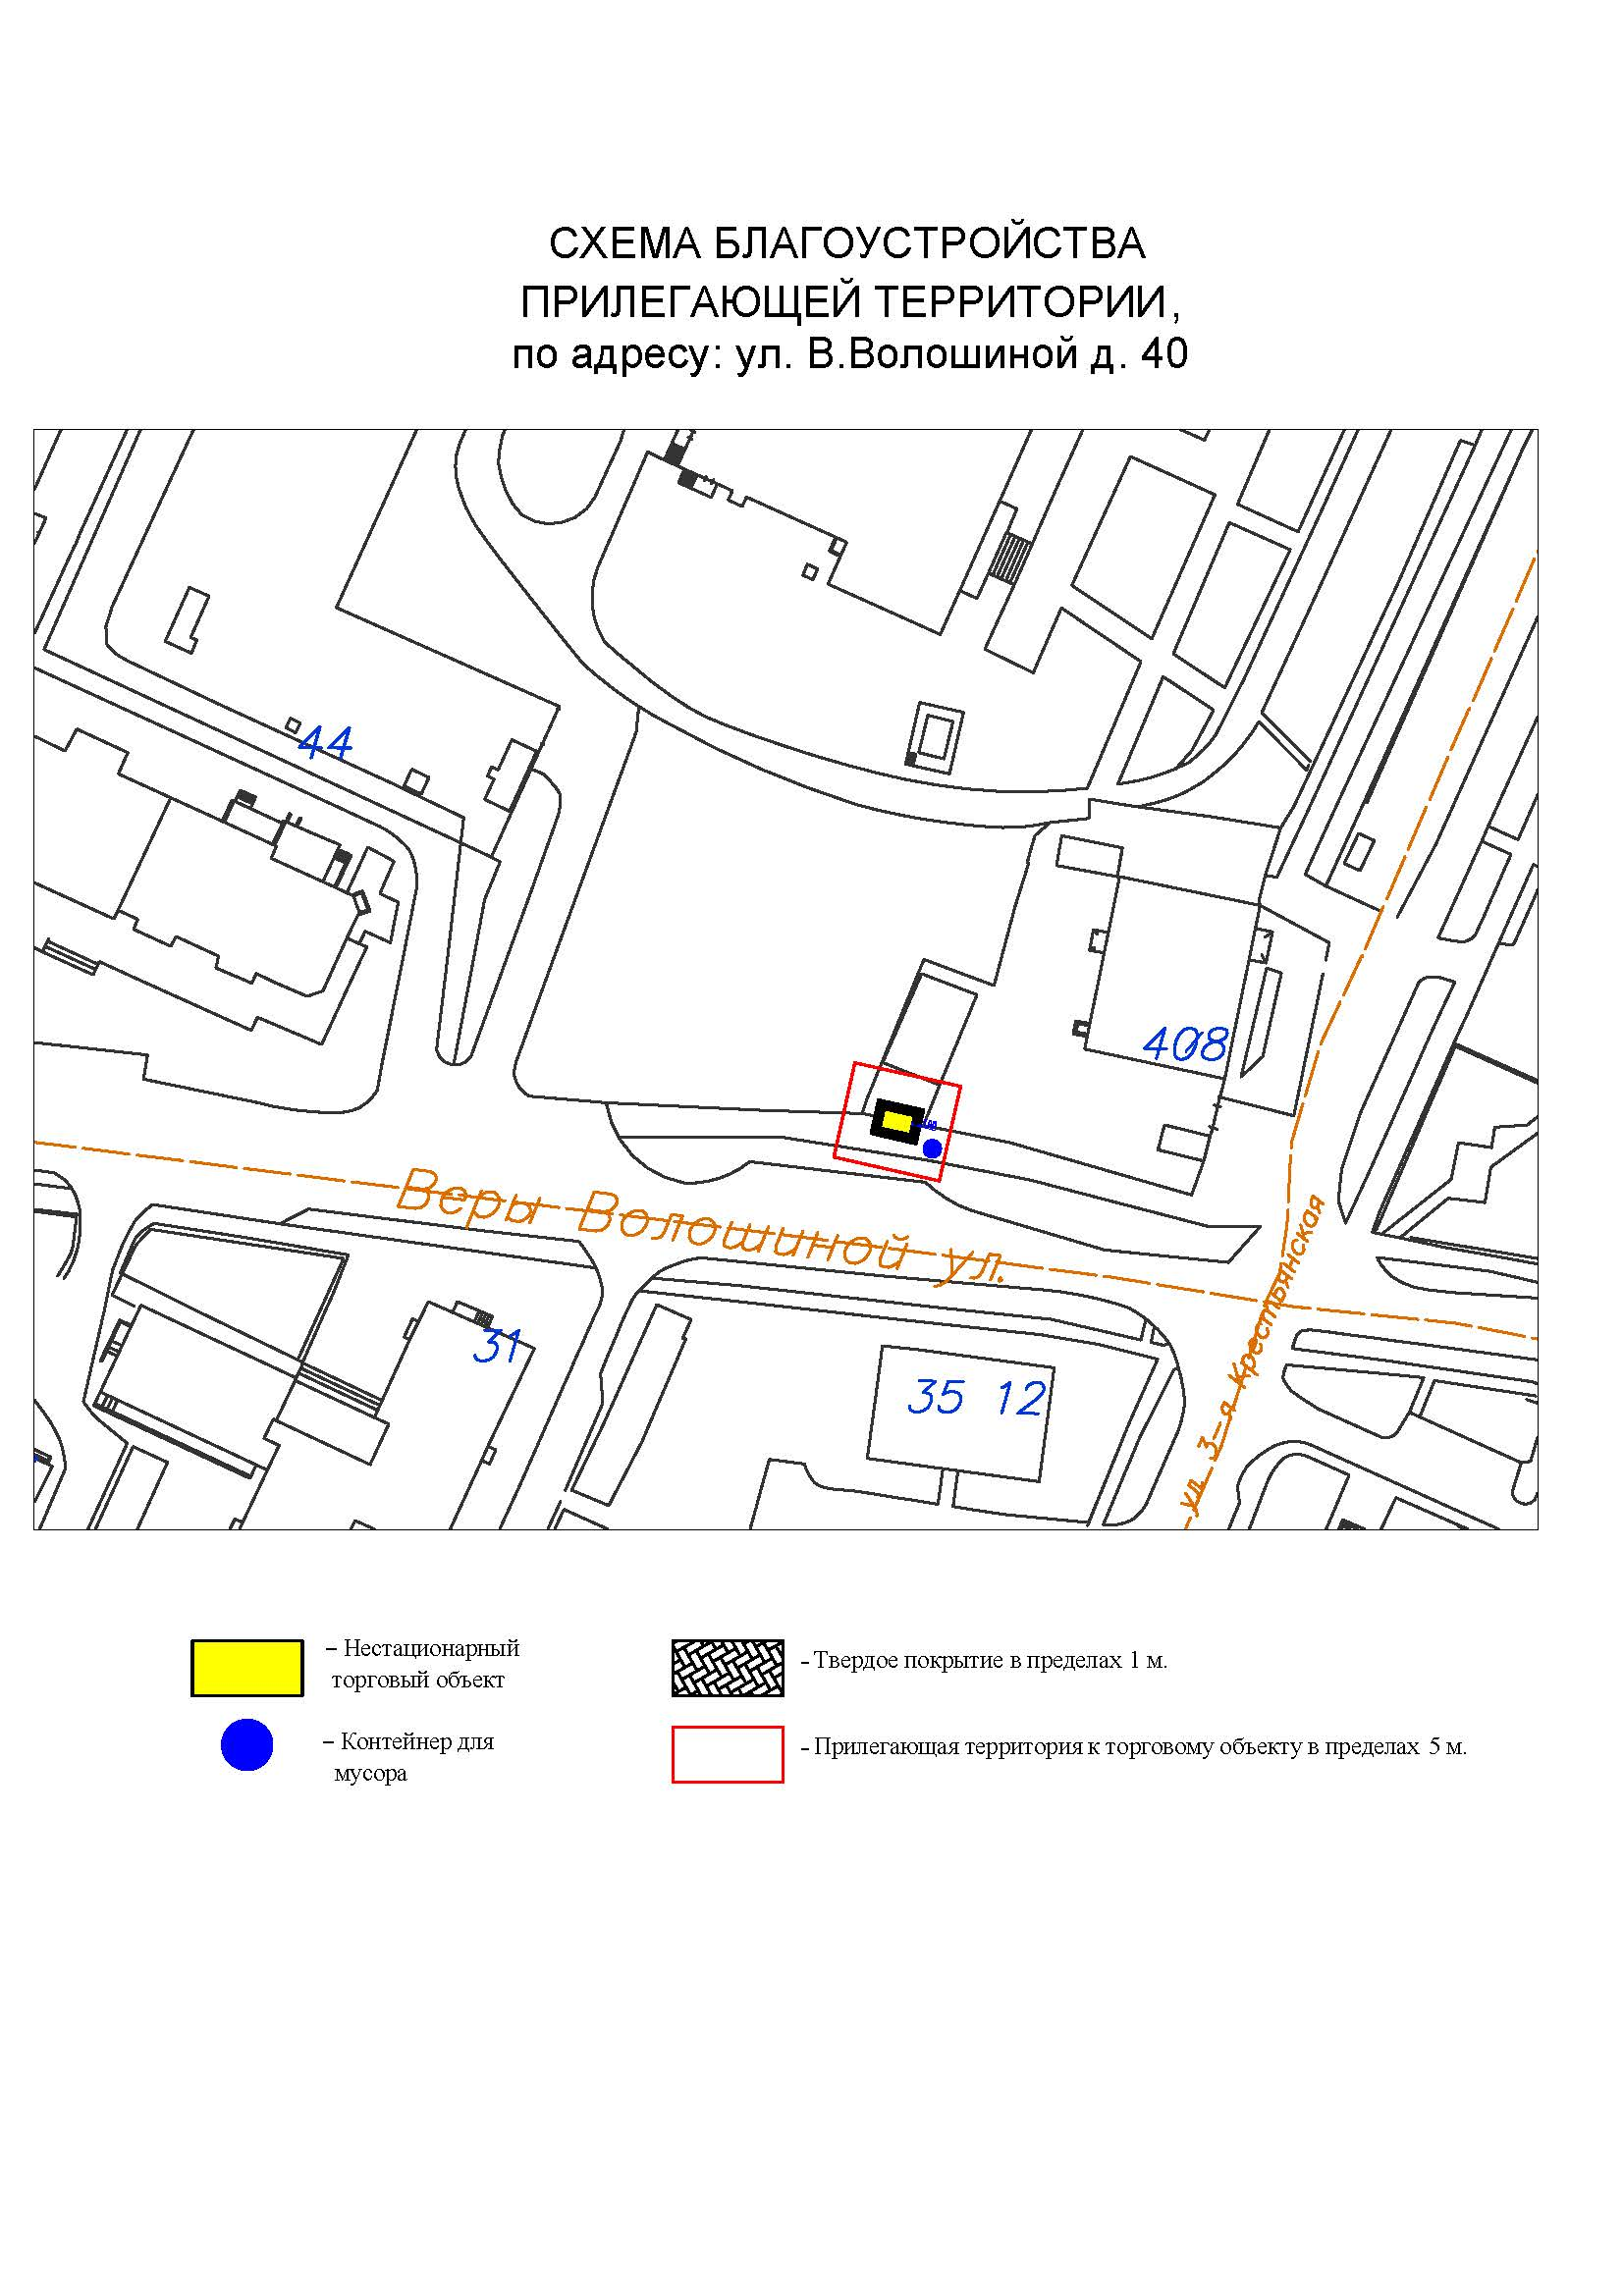 СХЕМА БЛАГОУСТРОЙСТВА
ПРИЛЕГАЮЩЕЙ ТЕРРИТОРИИ,
по адресу: ул. В.Волошиной д. 40
44
408
Веры Волошиной ул.
ул. 3-я Крестьянская
31
35 12
– Нестационарный
торговый объект
– Твердое покрытие в пределах 1 м.
– Контейнер для
мусора
– Прилегающая территория к торговому объекту в пределах 5 м.